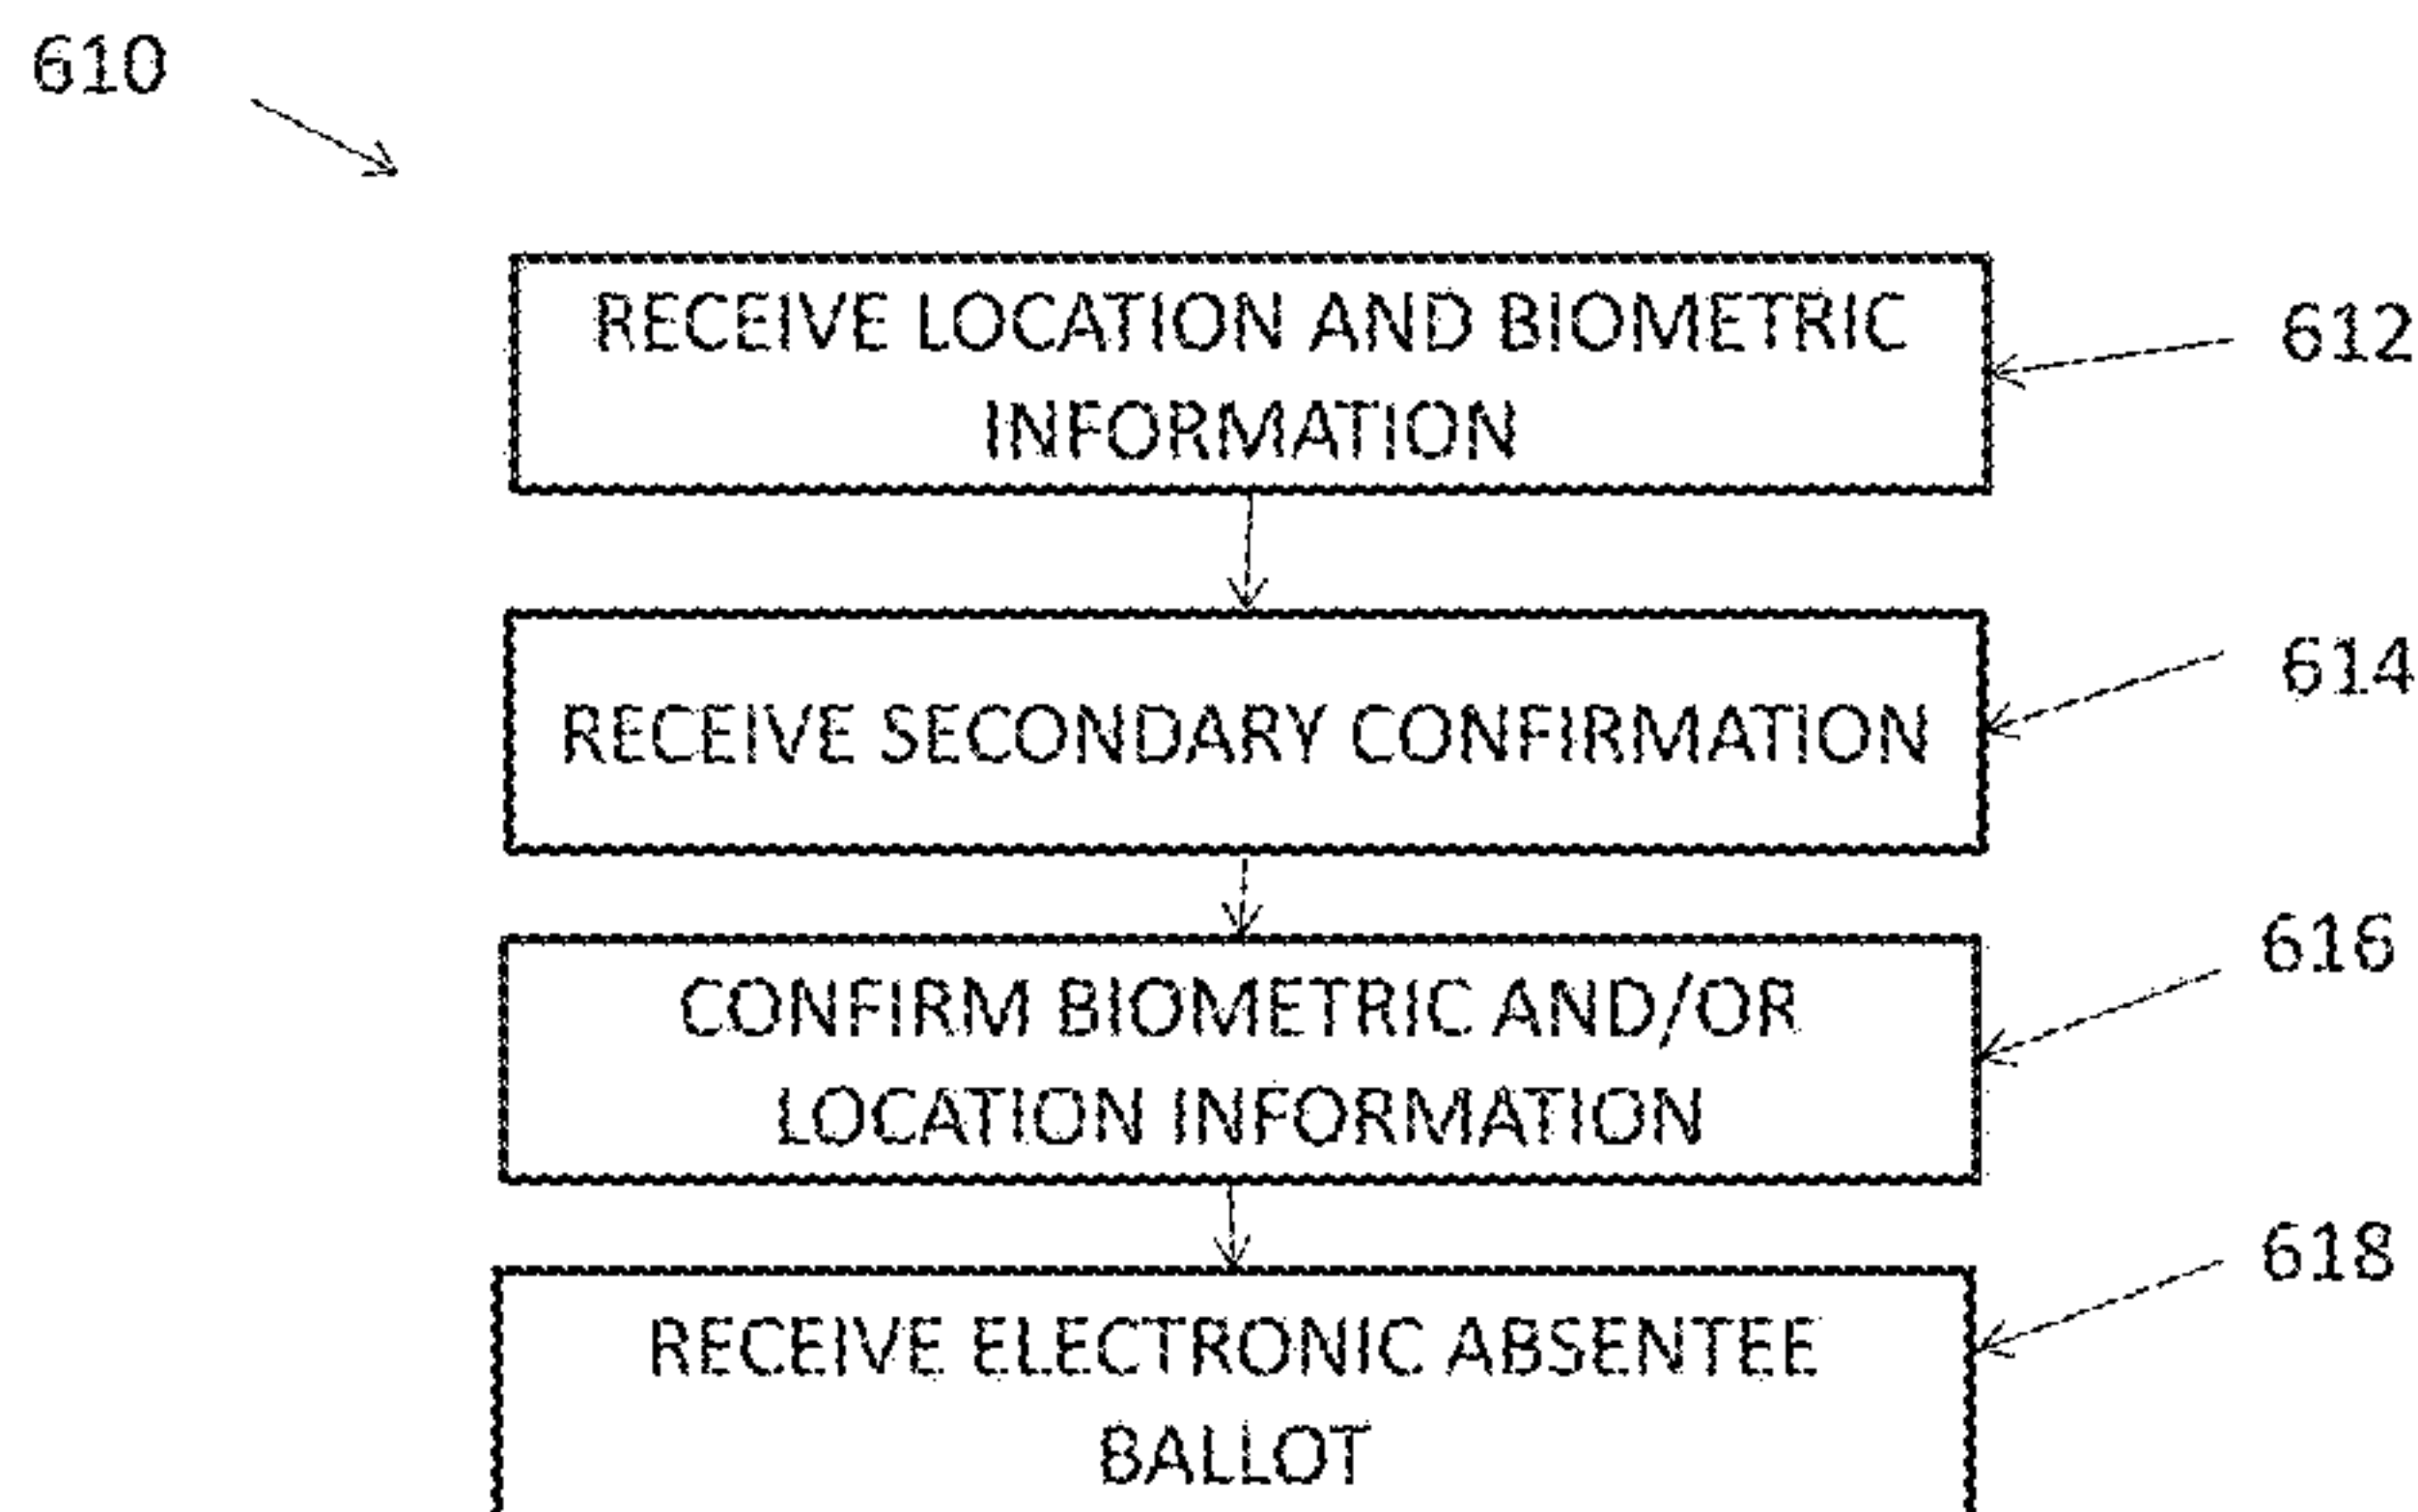 610
RECEIVE LOCATION AND BIOMETRIC
INFORMATION
612
RECEIVE SECONDARY CONFIRMATION
614
CONFIRM BIOMETRIC AND/OR
LOCATION INFORMATION
616
RECEIVE ELECTRONIC ABSENTEE
BALLOT
618